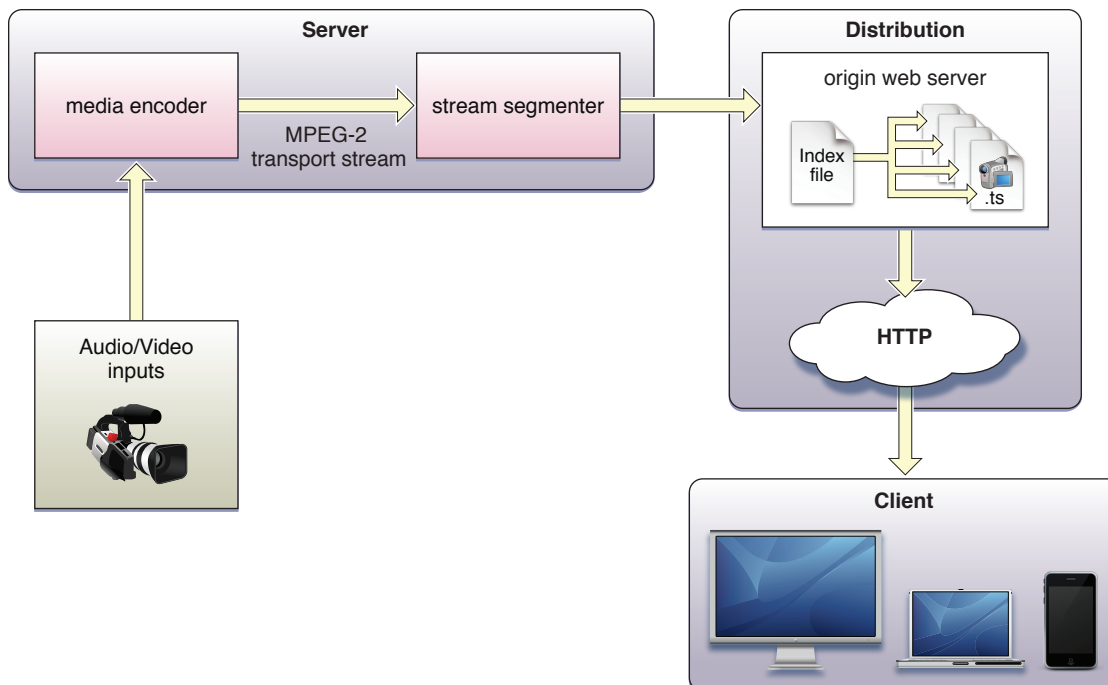 Server
media encoder
MPEG-2
transport stream
stream segmenter
Distribution
origin web server
Index
file
.ts
HTTP
Audio/Video
inputs
Client